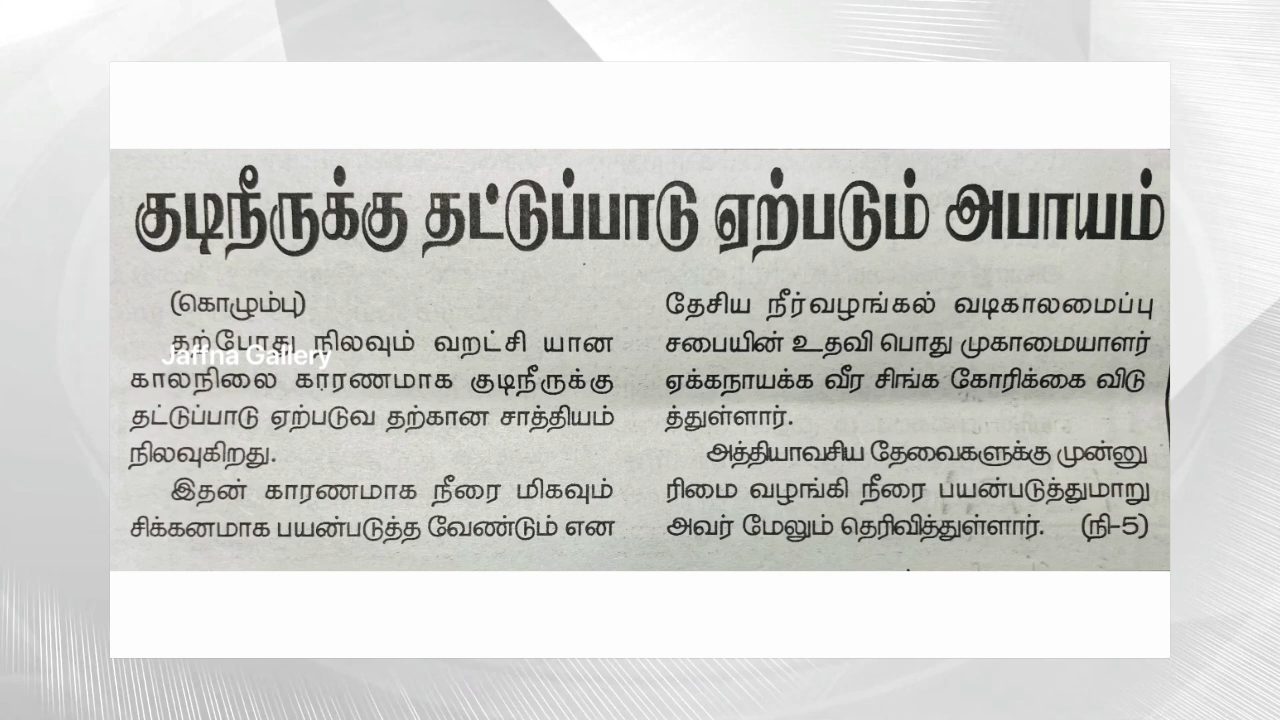 குடிநீருக்கு தட்டுப்பாடு ஏற்படும் அபாயம்
(கொழும்பு)
தற்போது நிலவும் வறட்சி யான
காலநிலை காரணமாக குடிநீருக்கு
தட்டுப்பாடு ஏற்படுவ தற்கான சாத்தியம்
நிலவுகிறது.
இதன் காரணமாக நீரை மிகவும்
சிக்கனமாக பயன்படுத்த வேண்டும் என
தேசிய நீர்வழங்கல் வடிகாலமைப்பு
சபையின் உதவி பொது முகாமையாளர்
ஏக்கநாயக்க வீர சிங்க கோரிக்கை விடு
த்துள்ளார்.
அத்தியாவசிய தேவைகளுக்கு முன்னு
ரிமை வழங்கி நீரை பயன்படுத்துமாறு
அவர் மேலும் தெரிவித்துள்ளார். (நி-5)
Jaffna Gallery